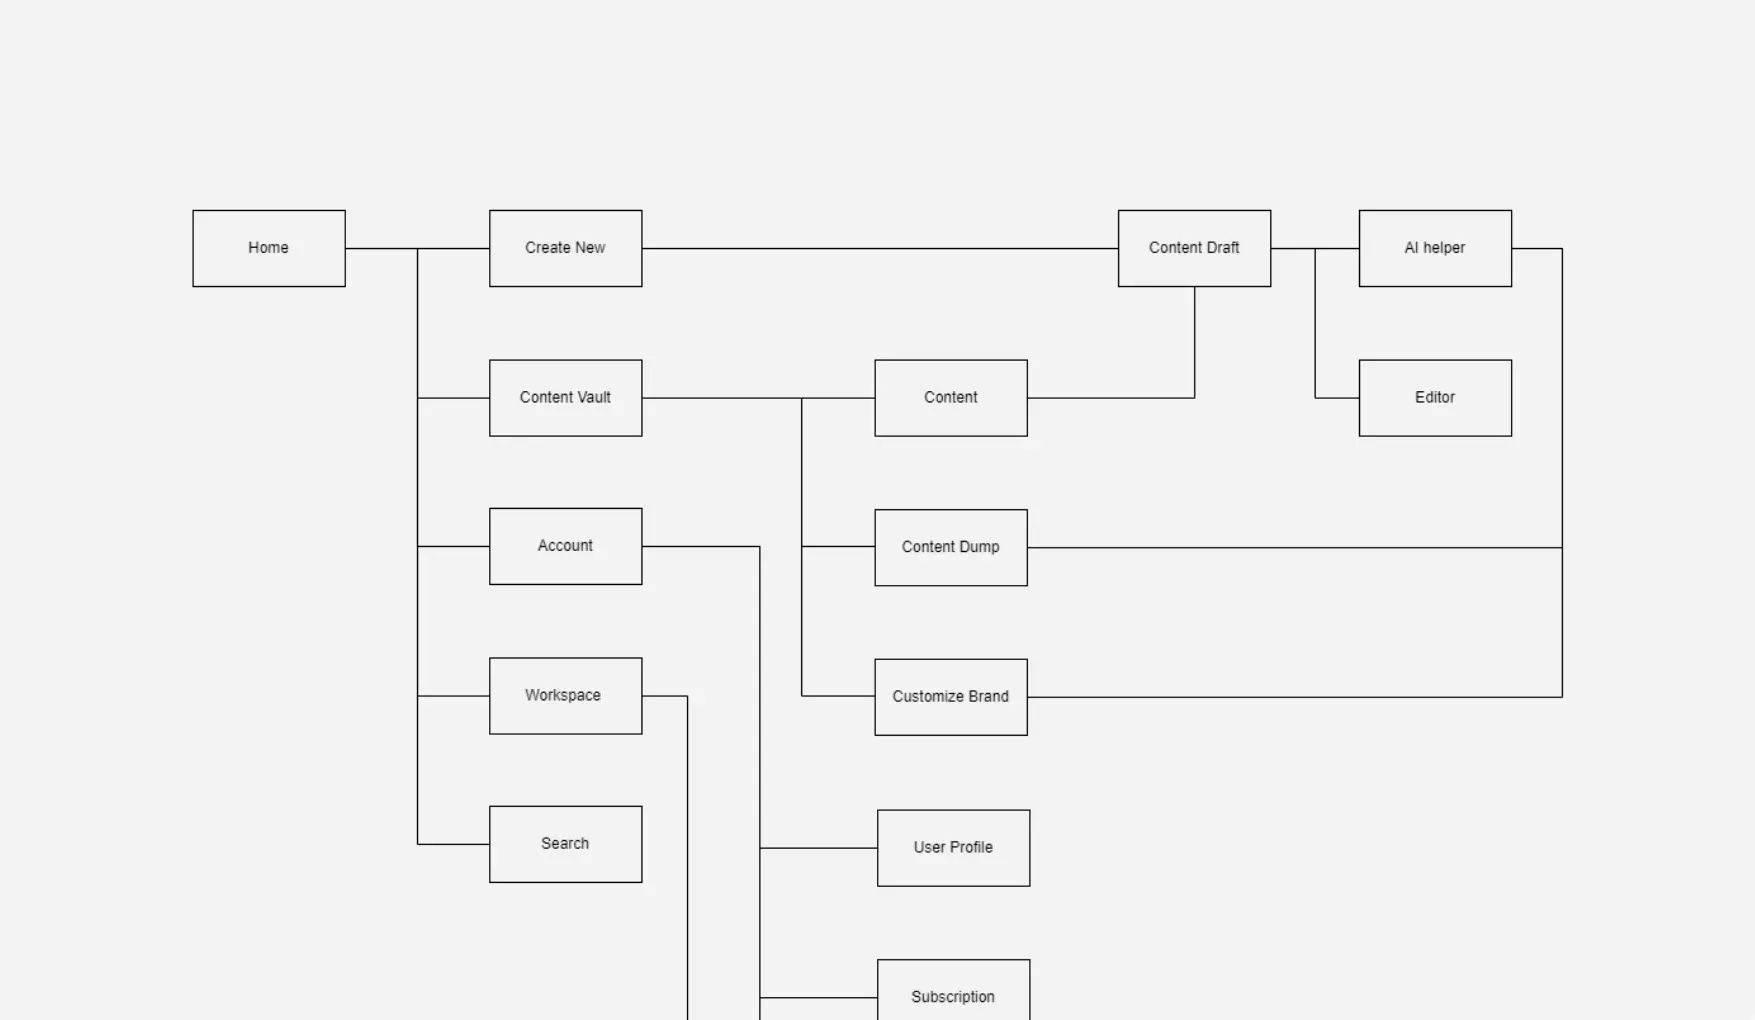 Home
Create New
Content Draft
AI helper
Content Vault
Content
Editor
Account
Content Dump
Workspace
Customize Brand
Search
User Profile
Subscription